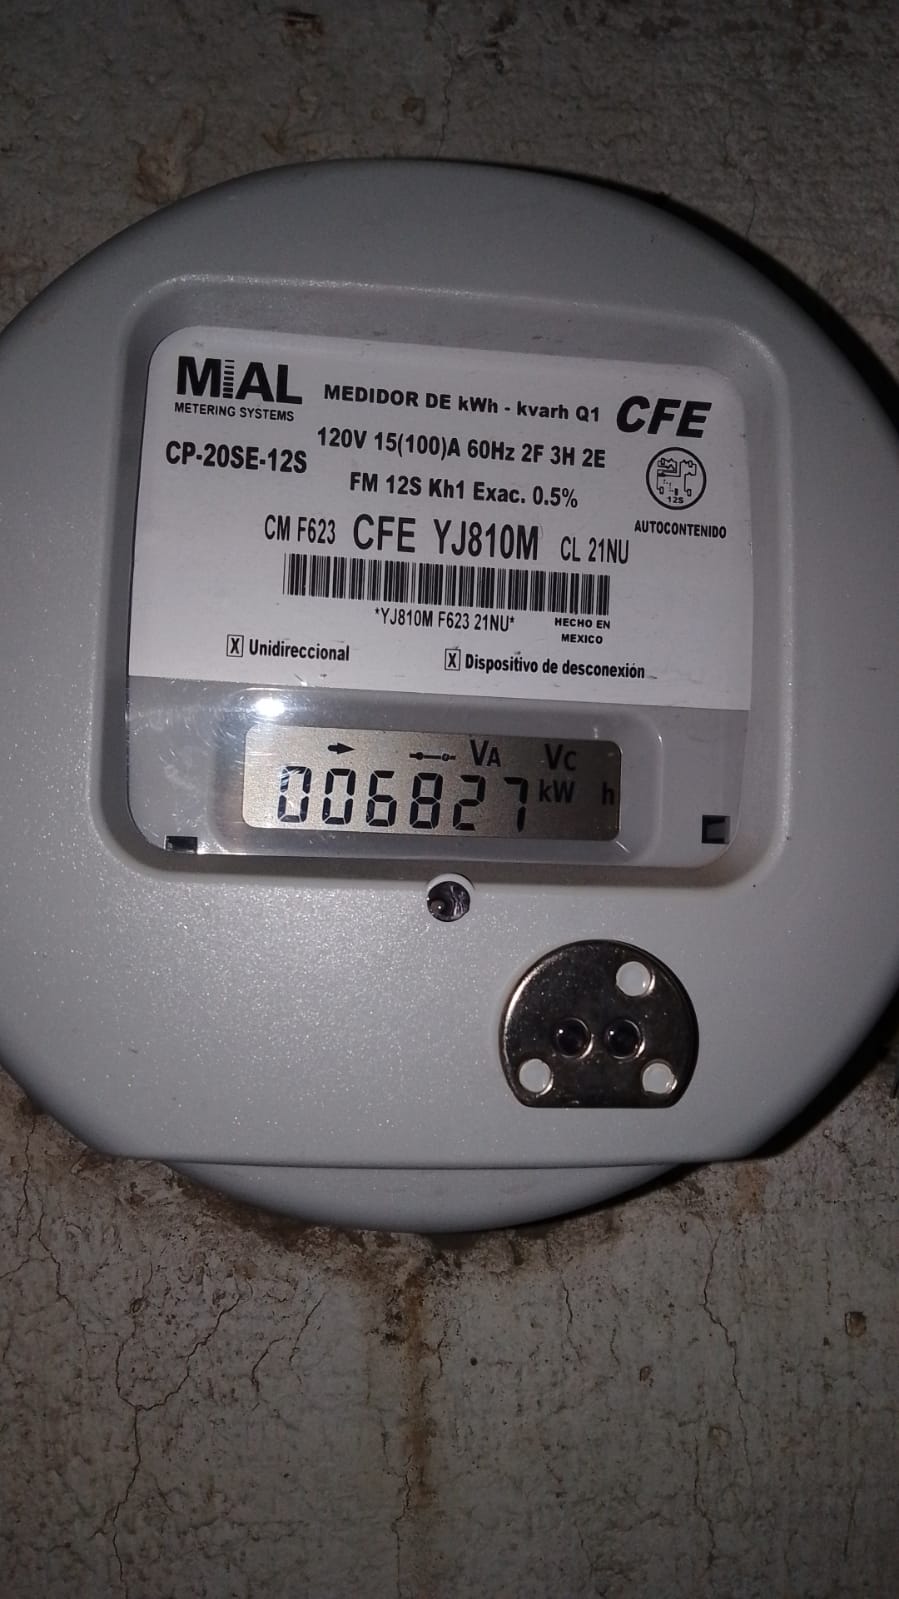 MIAL
METERING SYSTEMS
MEDIDOR DE kWh - kvarh Q1
CFE
CP-20SE-12S
120V 15(100)A 60Hz 2F 3H 2E
FM 12S Kh1 Exac. 0.5%
12S
AUTOCONTENIDO
CM F623 CFE YJ810M CL 21NU
*YJ810M F623 21NU*
HECHO EN
MEXICO
X Unidireccional
X Dispositivo de desconexión
VA VC
006827 kW h